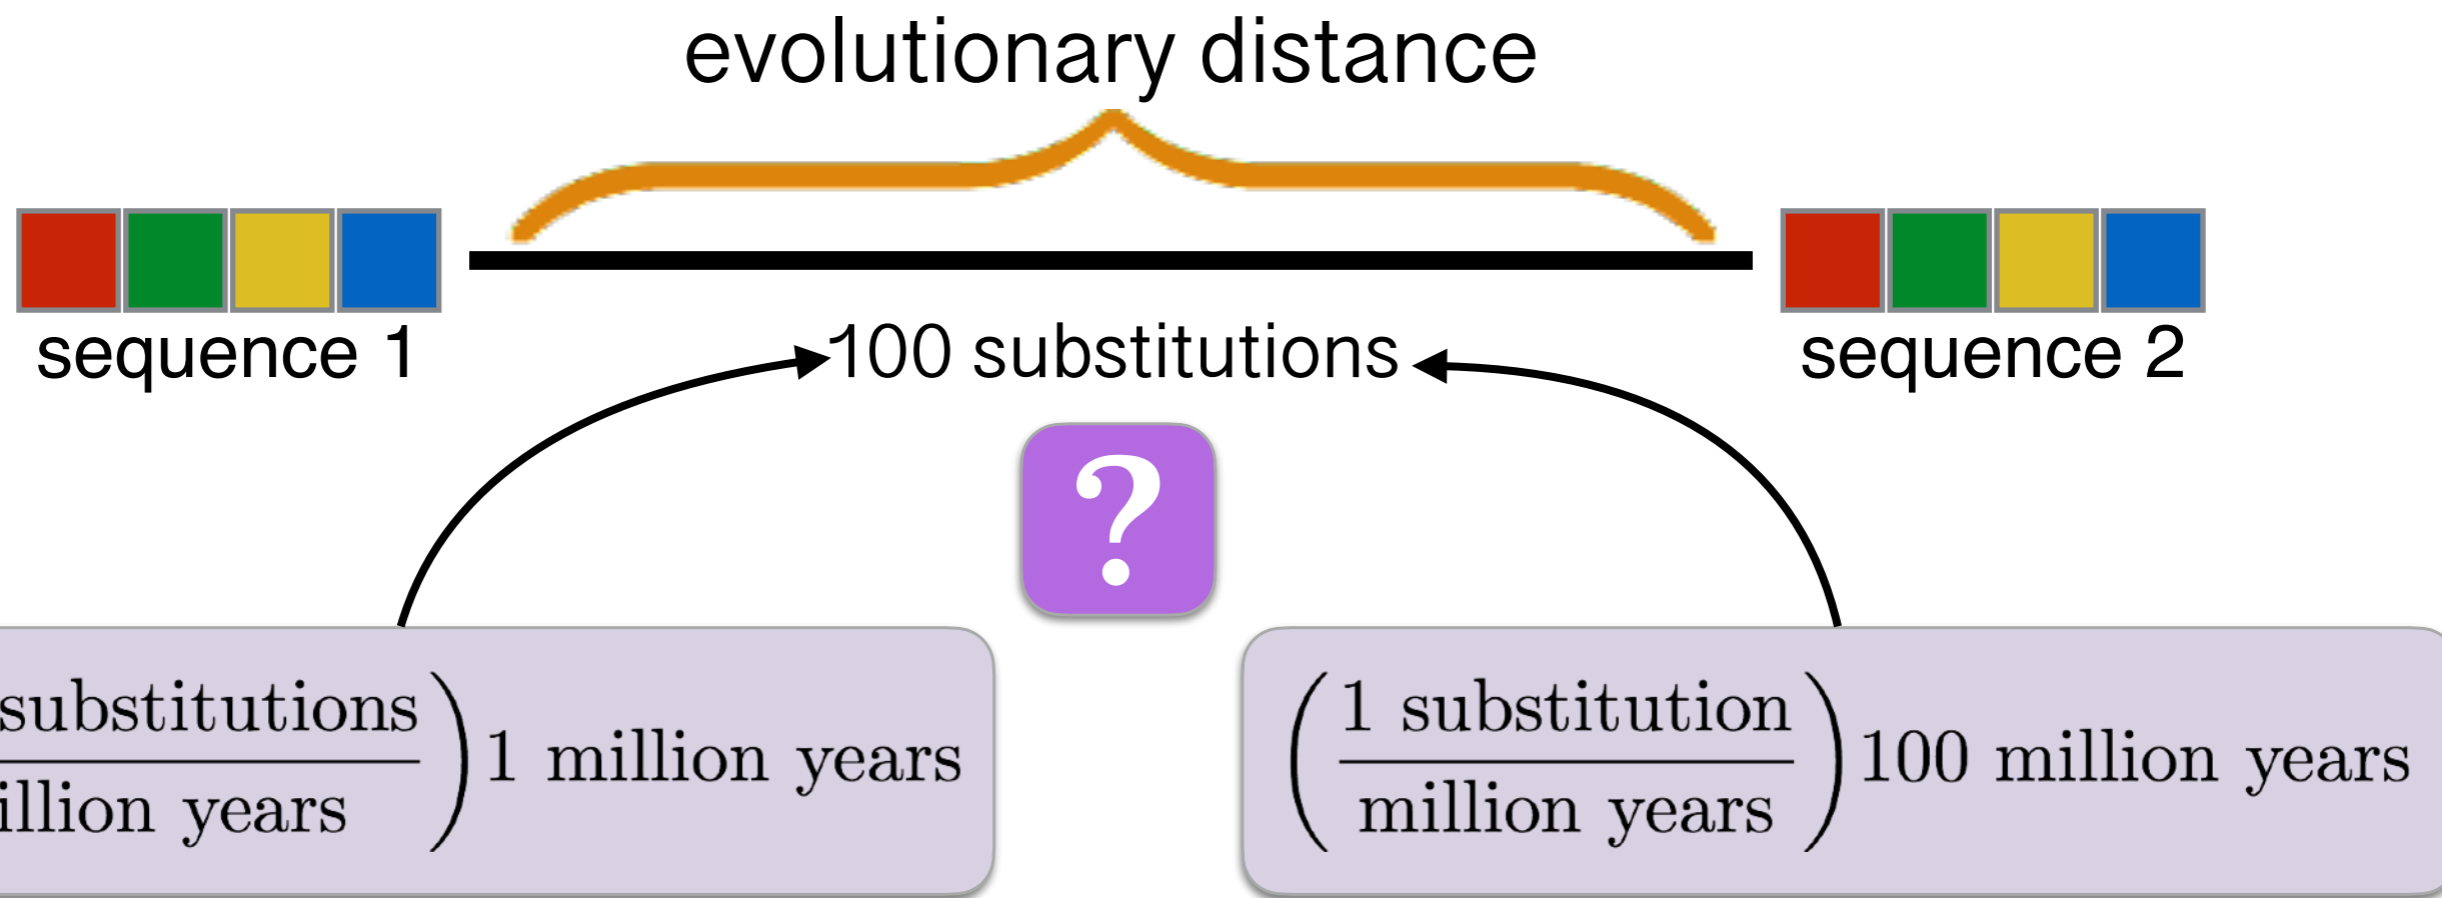 evolutionary distance
sequence 1
100 substitutions
sequence 2
?
substitutions
illion years
) 1 million years
( 1 substitution
million years
) 100 million years